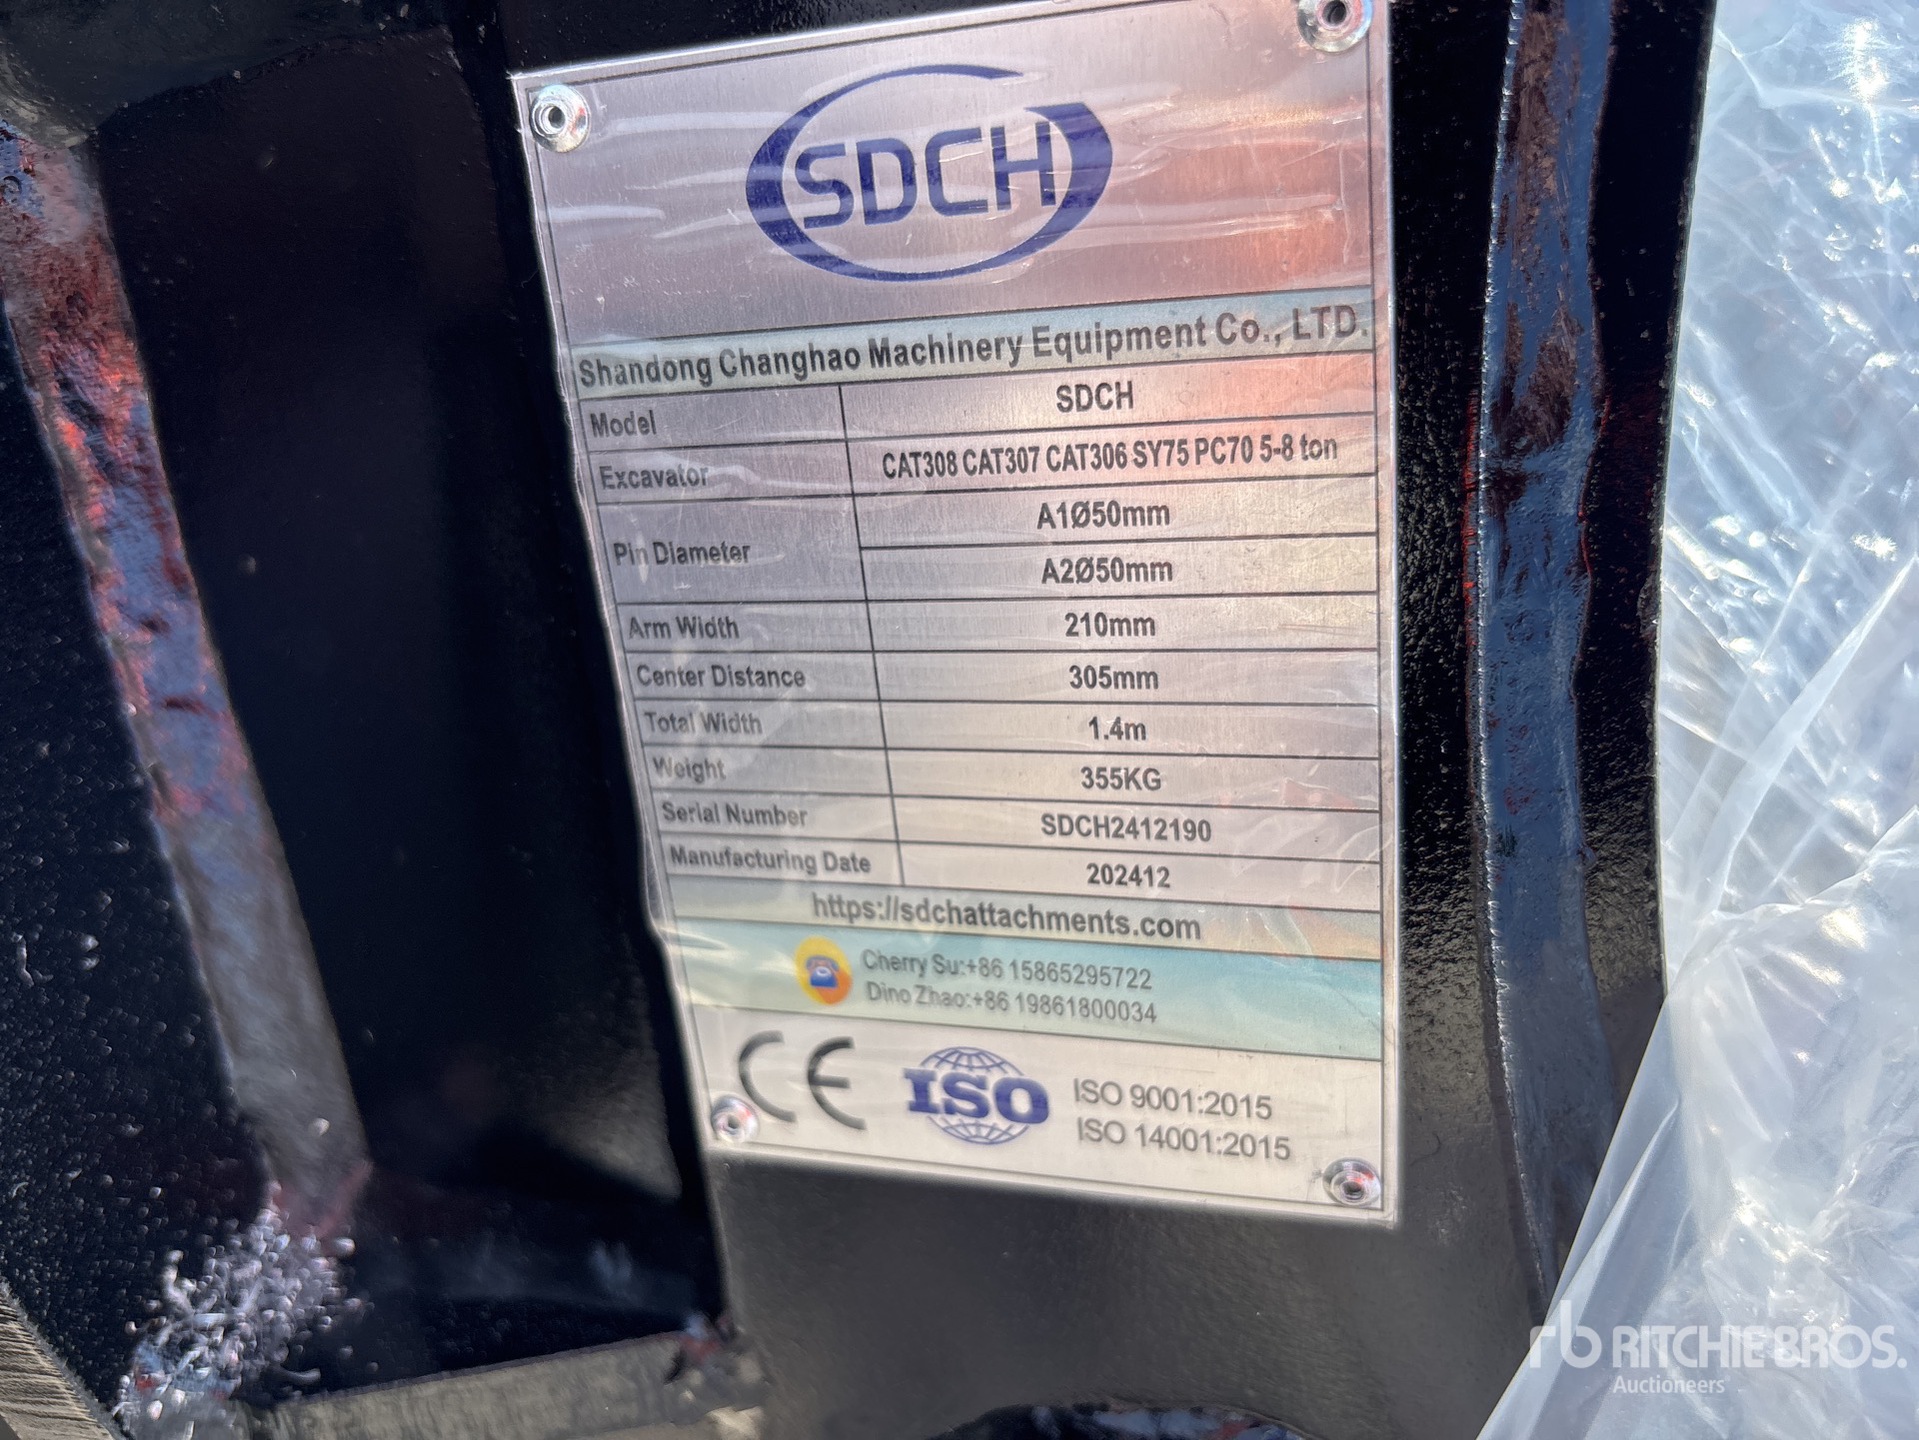 SDCH
Shandong Changhao Machinery Equipment Co., LTD.
Model SDCH
Excavator CAT308 CAT307 CAT306 SY75 PC70 5-8 ton
Pin Diameter A1Ø50mm
A2Ø50mm
Arm Width 210mm
Center Distance 305mm
Total Width 1.4m
Weight 355KG
Serial Number SDCH2412190
Manufacturing Date 202412
https://sdchattachments.com
Cherry Su:+86 15865295722
Dino Zhao:+86 19861800034
CE ISO ISO 9001:2015
ISO 14001:2015
rb RITCHIE BROS.
Auctioneers